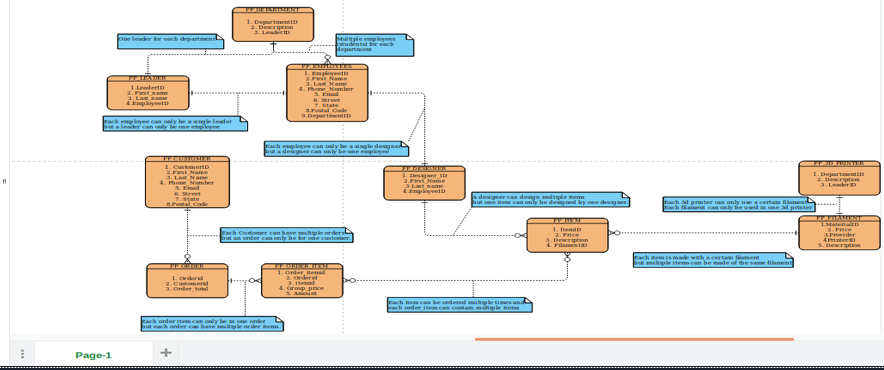 PP_DEPARTMENT
1. DepartmentID
2. Description
3. LeaderID
One leader for each department
Multiple employees
(students) for each
department
PP_LEADER
1.LeaderID
2. First_name
3. Last_name
4.EmployeeID
PP_EMPLOYEES
1. EmployeeID
2.First_Name
3. Last_Name
4. Phone_Number
5. Email
6. Street
7. State
8.Postal_Code
9.DepartmentID
Each employee can only be a single leader
but a leader can only be one employee
Each employee can only be a single designer
but a designer can only be one employee
PP_CUSTOMER
1. CustomerID
2.First_Name
3. Last_Name
4. Phone_Number
5. Email
6. Street
7. State
8.Postal_Code
PP_DESIGNER
1. Designer_ID
2.First_Name
3. Last_name
4.EmployeeID
PP_3D_PRINTER
1. DepartmentID
2. Description
3. LeaderID
A designer can design multiple items
but one item can only be designed by one designer.
Each 3d printer can only use a certain filament
Each filament can only be used in one 3d printer
PP_ITEM
1. ItemID
2. Price
3. Description
4. FilamentID
PP_FILAMENT
1.MaterialID
2. Price
3.Provider
4.PrinterID
5. Description
Each Customer can have multiple orders
but an order can only be for one customer.
Each item is made with a certain filament
but multiple item can be made of the same filament
PP_ORDER
1. Orderid
2. Customerid
3. Order_total
PP_ORDER_ITEM
1. Order_itemid
2. Orderid
3. Itemid
4. Group_price
5. Amount
Each item can be ordered multiple times and
each order item can contain multiple items
Each order item can only be in one order
but each order can have multiple order items.
Page-1